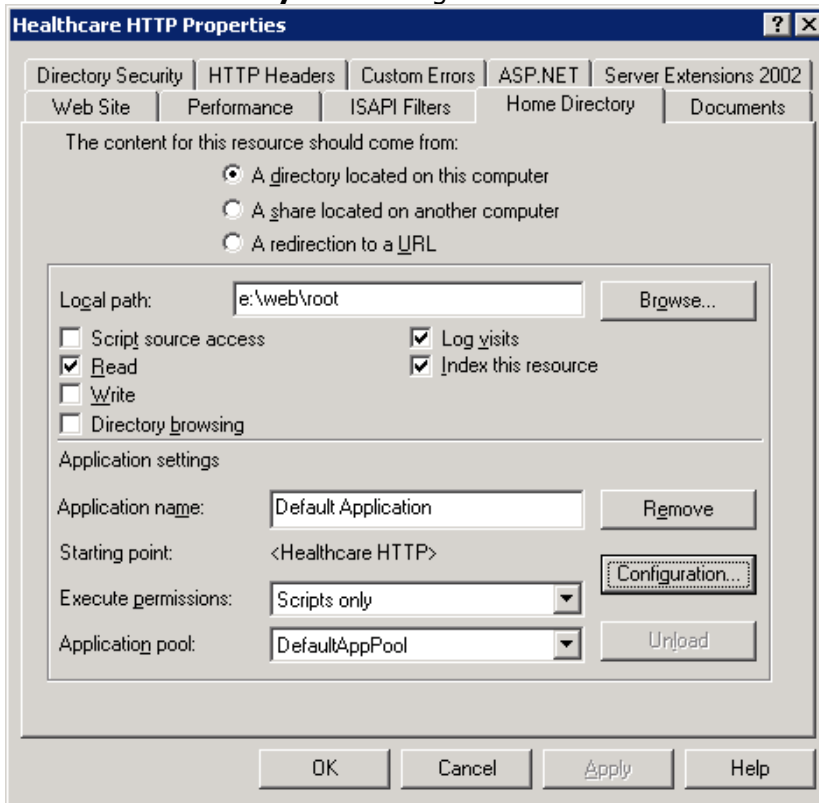 Healthcare HTTP Properties
Directory Security HTTP Headers Custom Errors ASP.NET Server Extensions 2002
Web Site Performance ISAPI Filters Home Directory Documents
The content for this resource should come from:
A directory located on this computer
A share located on another computer
A redirection to a URL
Local path: e:\web\root Browse...
Script source access Log visits
Read Index this resource
Write
Directory browsing
Application settings
Application name: Default Application Remove
Starting point: <Healthcare HTTP>
Configuration...
Execute permissions: Scripts only
Application pool: DefaultAppPool Unload
OK Cancel Apply Help